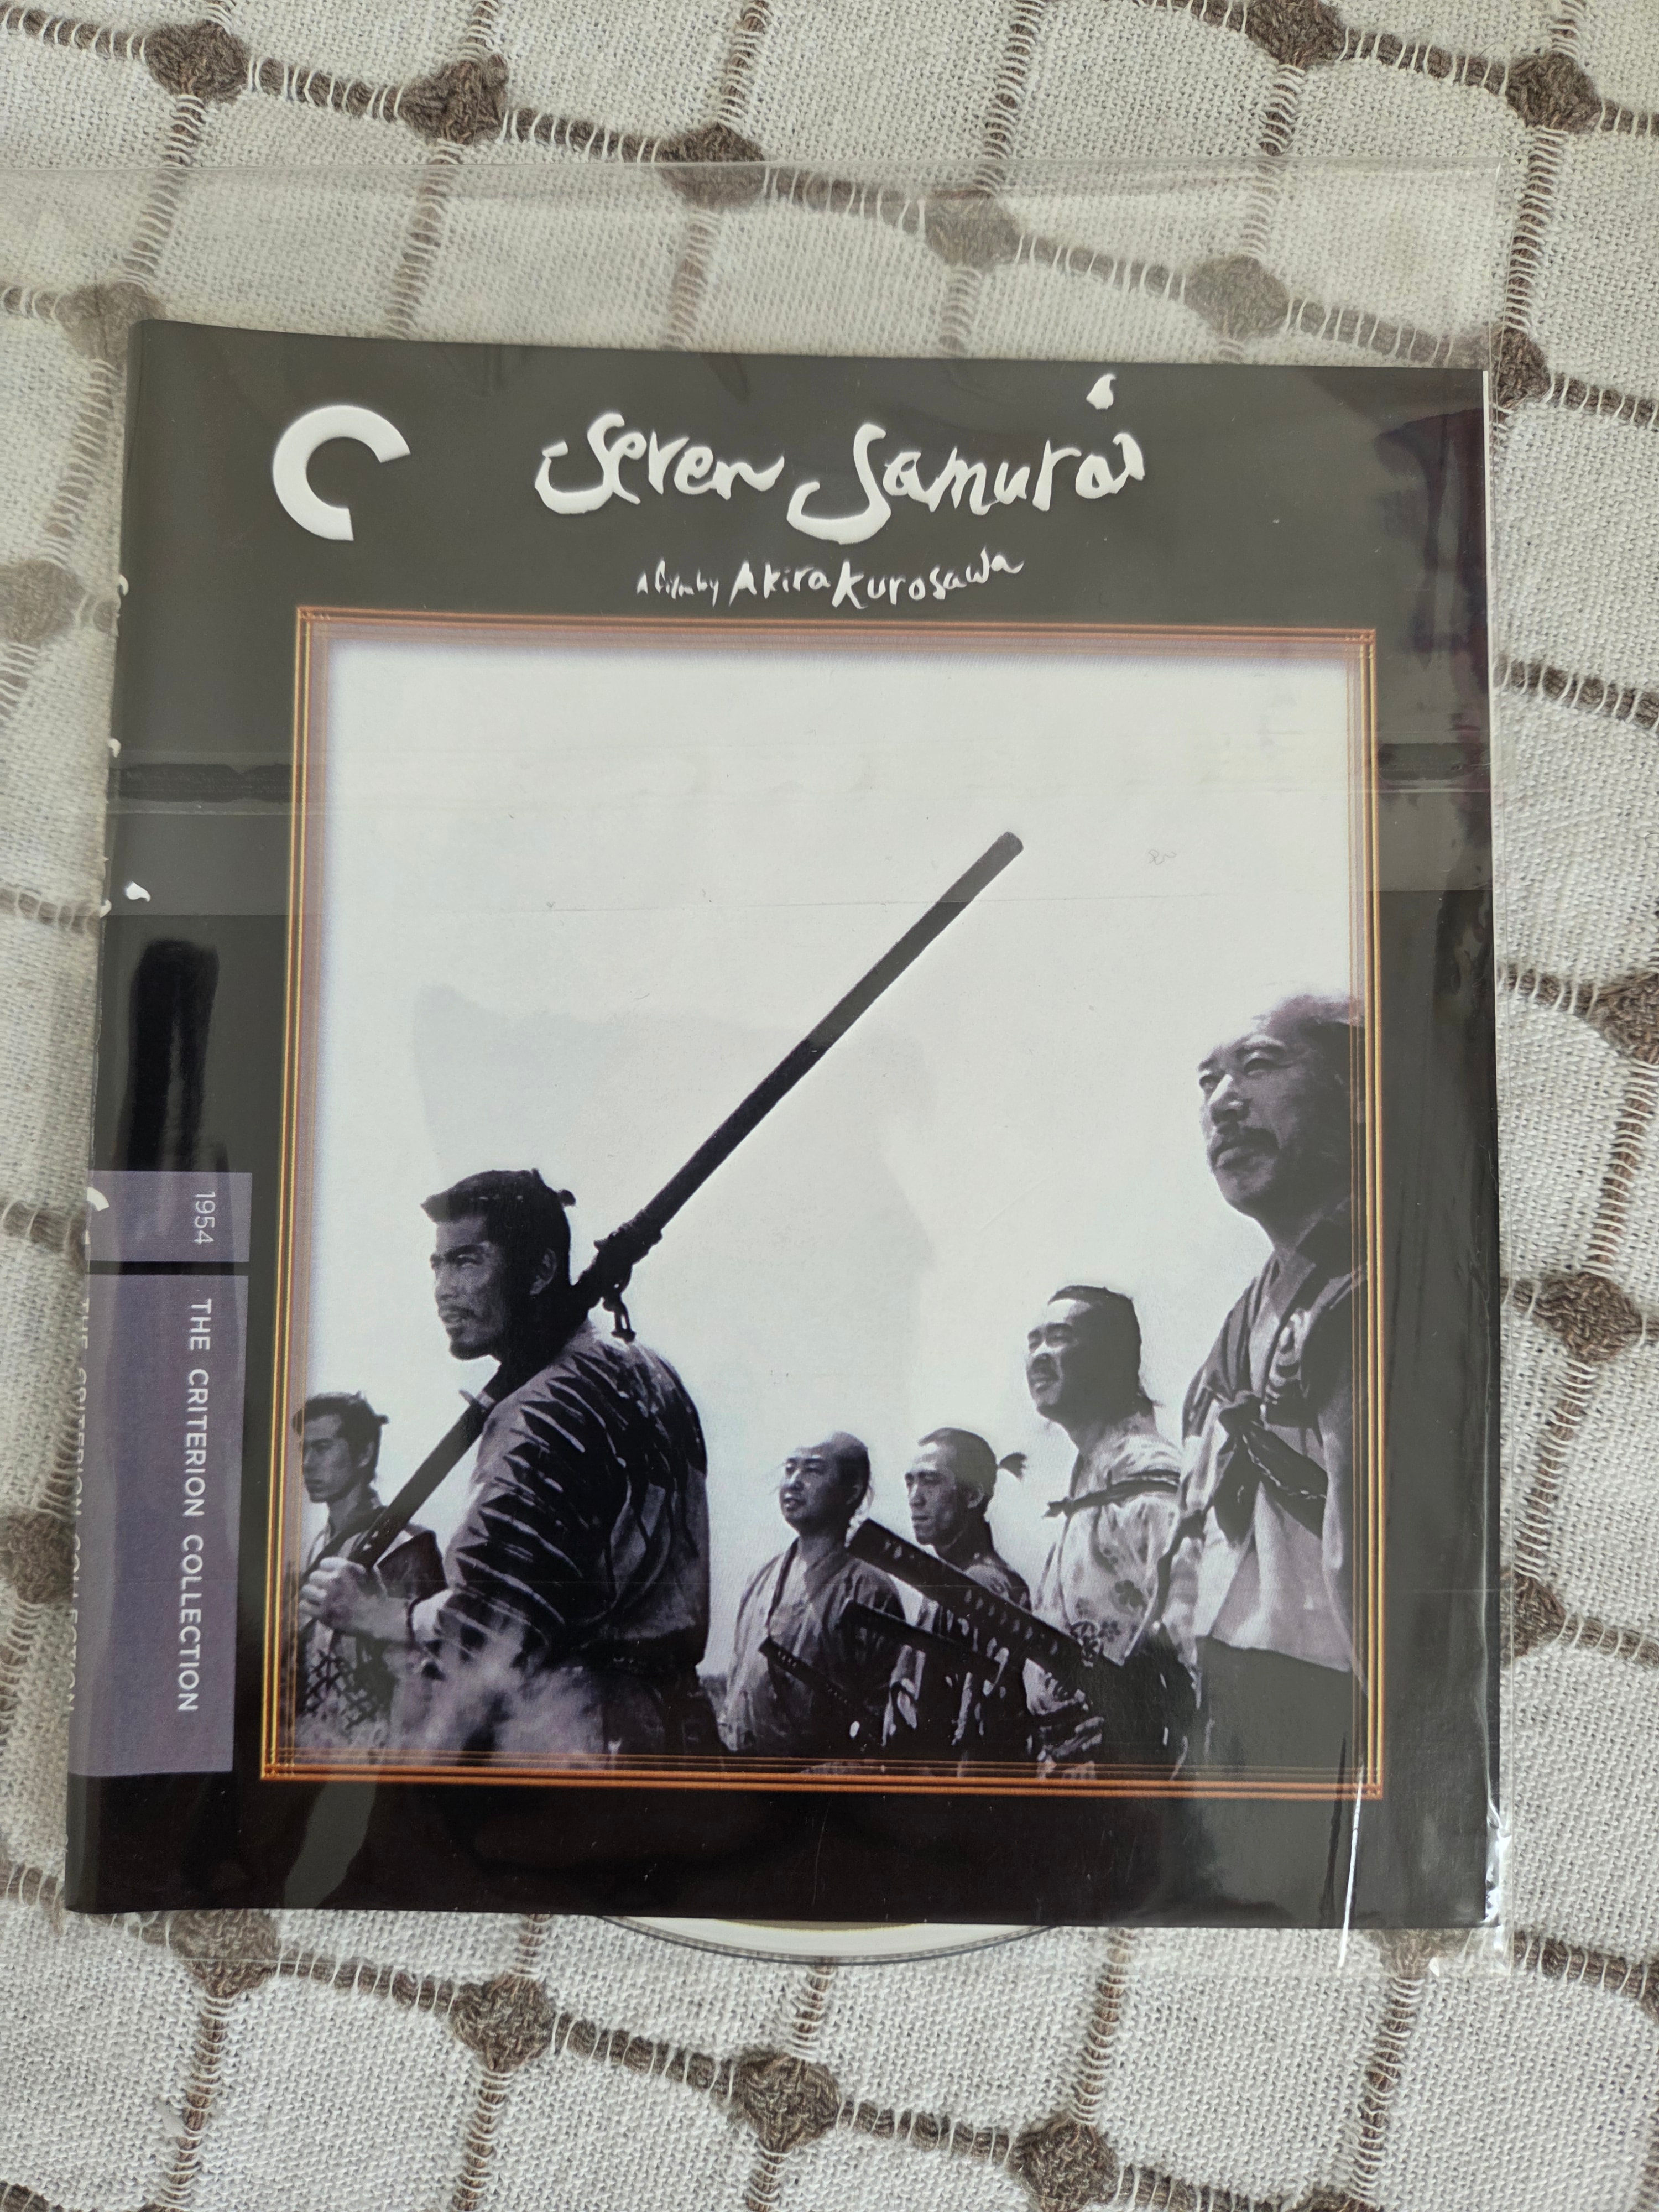 Seven Samurai
A film by Akira Kurosawa
1954
THE CRITERION COLLECTION